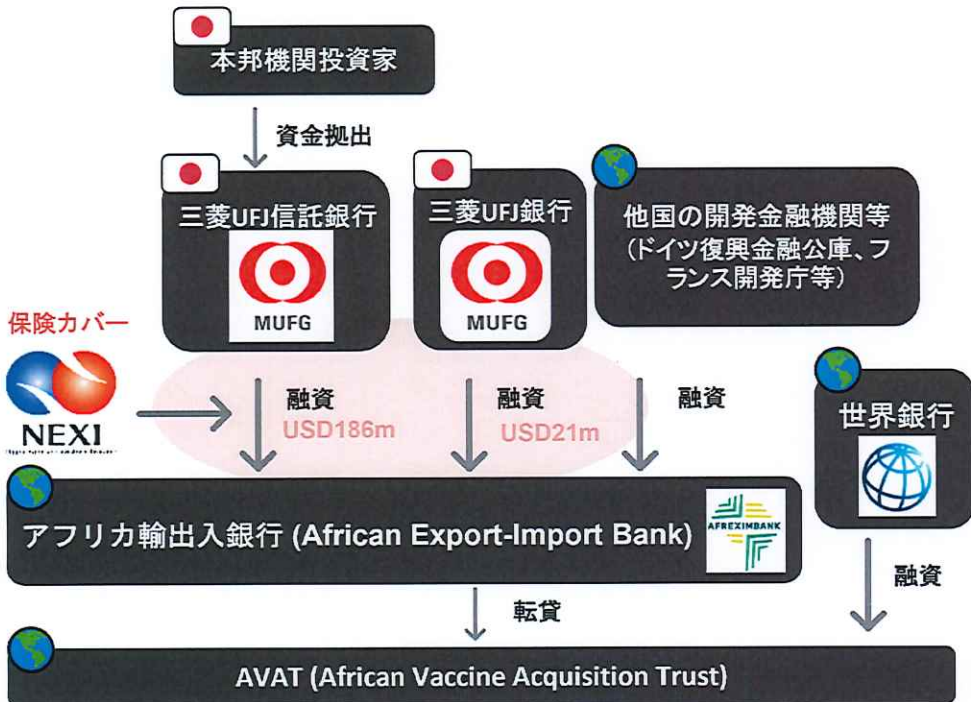 本邦機関投資家
資金拠出
三菱UFJ信託銀行
MUFG
三菱UFJ銀行
MUFG
他国の開発金融機関等
(ドイツ復興金融公庫、フ
ランス開発庁等)
保険カバー
NEXI
融資
USD186m
融資
USD21m
融資
世界銀行
アフリカ輸出入銀行 (African Export-Import Bank)
AFREXIMBANK
転貸
融資
AVAT (African Vaccine Acquisition Trust)